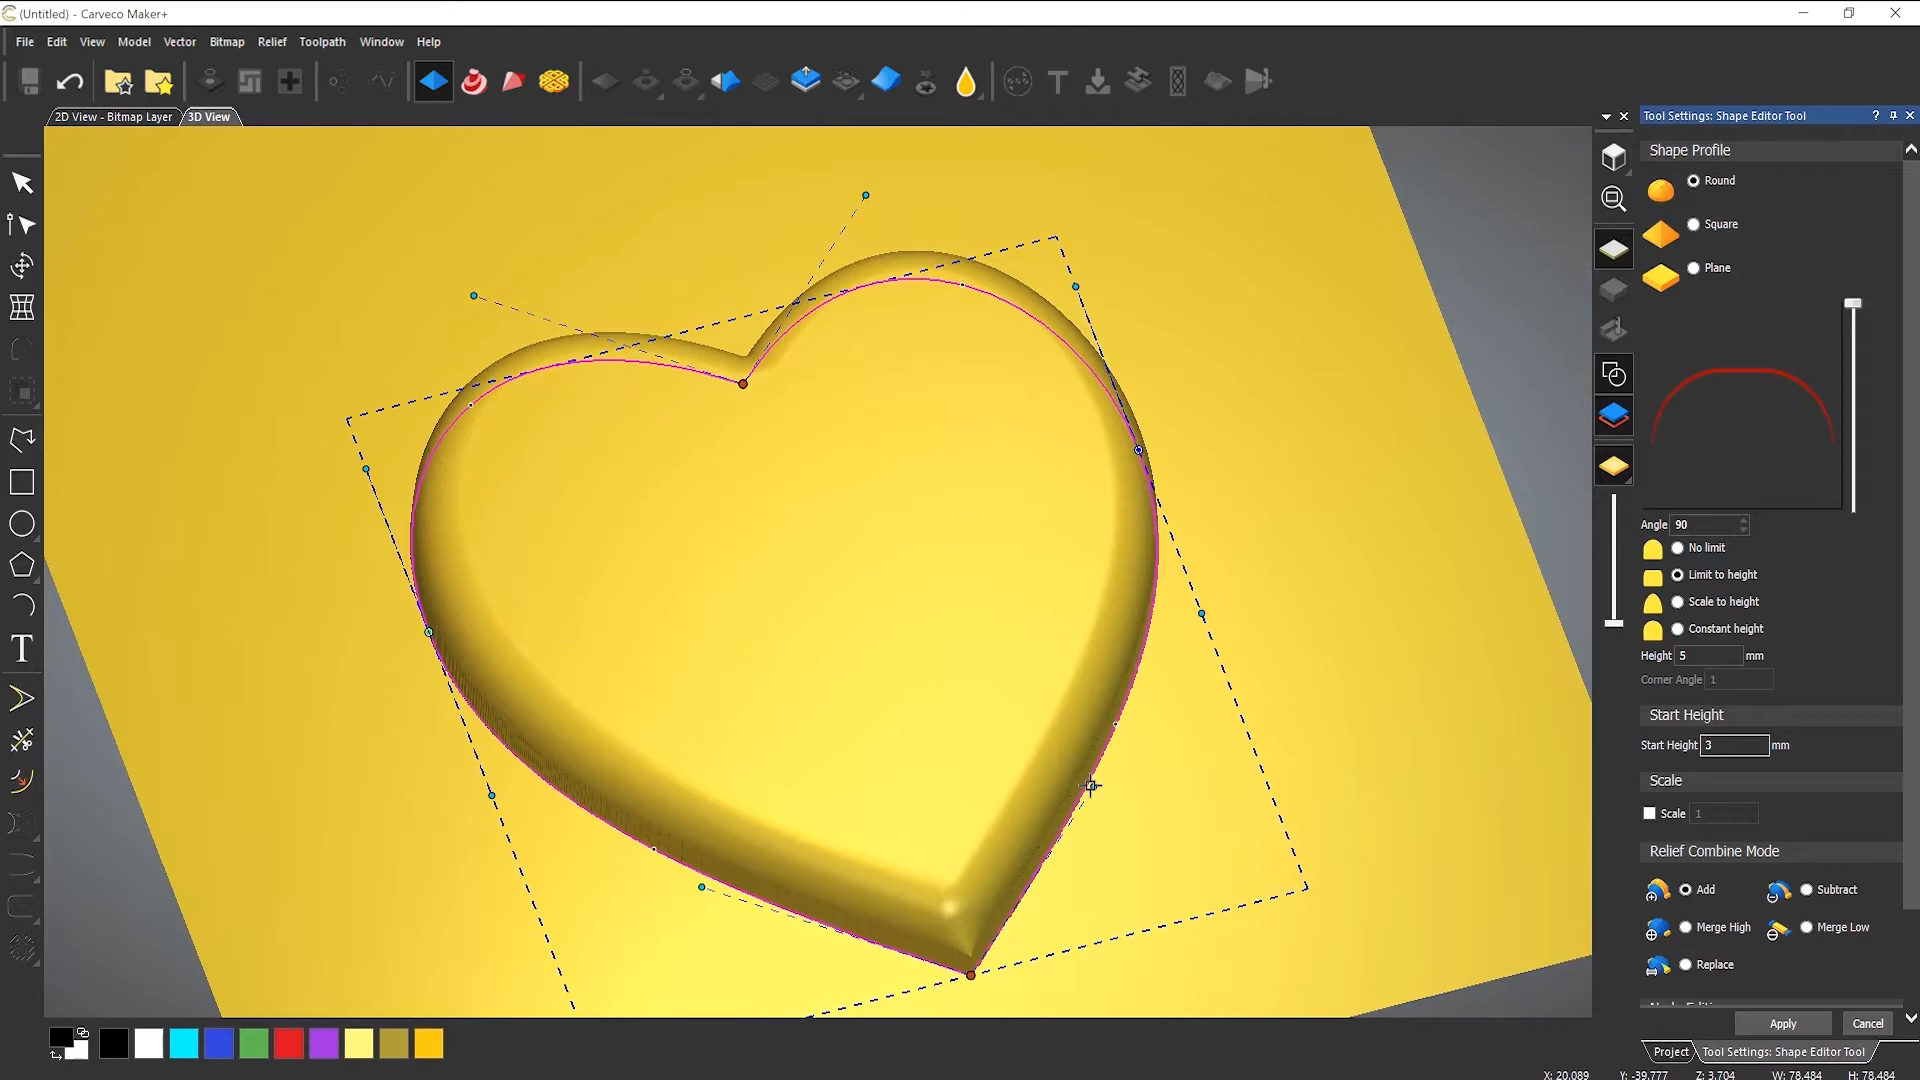 (Untitled) - Carveco Maker+
File Edit View Model Vector Bitmap Relief Toolpath Window Help
2D View - Bitmap Layer 3D View
Tool Settings: Shape Editor Tool ?
Shape Profile
Round
Square
Plane
Angle 90
No limit
Limit to height
Scale to height
Constant height
Height 5 mm
Corner Angle 1
Start Height
Start Height 3 mm
Scale
Scale 1
Relief Combine Mode
Add Subtract
Merge High Merge Low
Replace
Apply Cancel
Project Tool Settings: Shape Editor Tool
X: 20.089 Y: -39.777 Z: 3.704 W: 78.484 H: 78.484